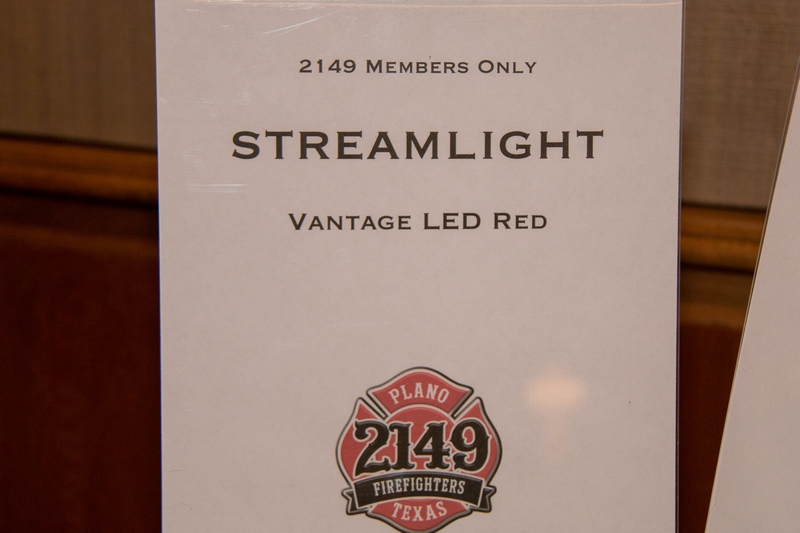 2149 Members Only
STREAMLIGHT
Vantage LED Red
PLANO
2149
FIREFIGHTERS
TEXAS